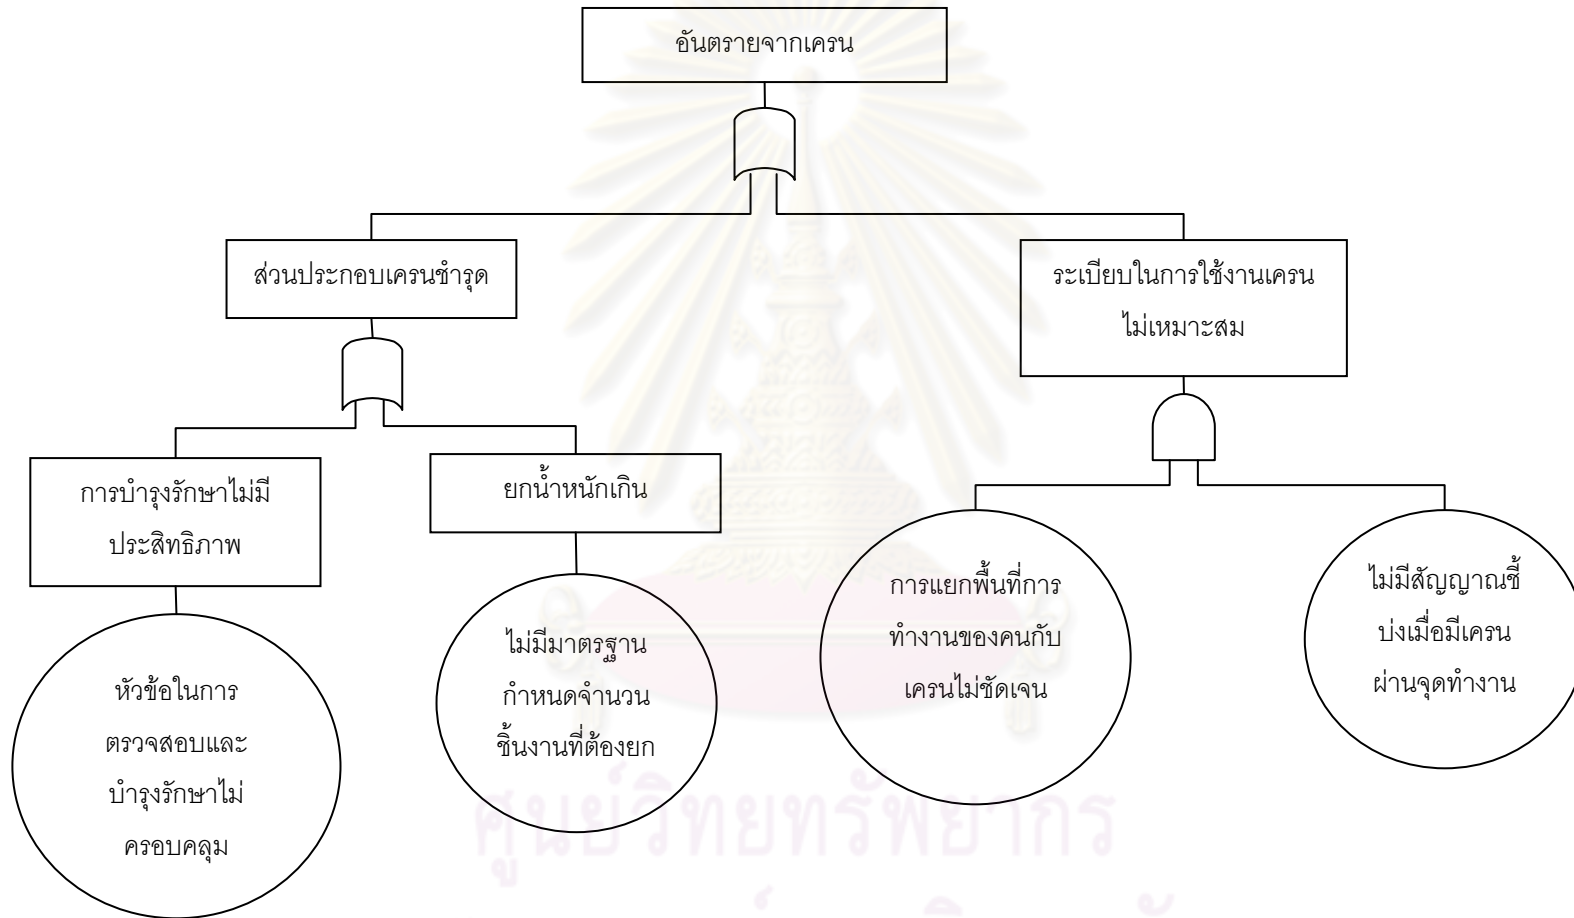 อันตรายจากเครน
ส่วนประกอบเครนชำรุด
ระเบียบในการใช้งานเครน
ไม่เหมาะสม
การบำรุงรักษาไม่มี
ประสิทธิภาพ
ยกน้ำหนักเกิน
หัวข้อในการ
ตรวจสอบและ
บำรุงรักษาไม่
ครอบคลุม
ไม่มีมาตรฐาน
กำหนดจำนวน
ชิ้นงานที่ต้องยก
การแยกพื้นที่การ
ทำงานของคนกับ
เครนไม่ชัดเจน
ไม่มีสัญญาณชี้
บ่งเมื่อมีเครน
ผ่านจุดทำงาน
ศูนย์วิทยทรัพยากร